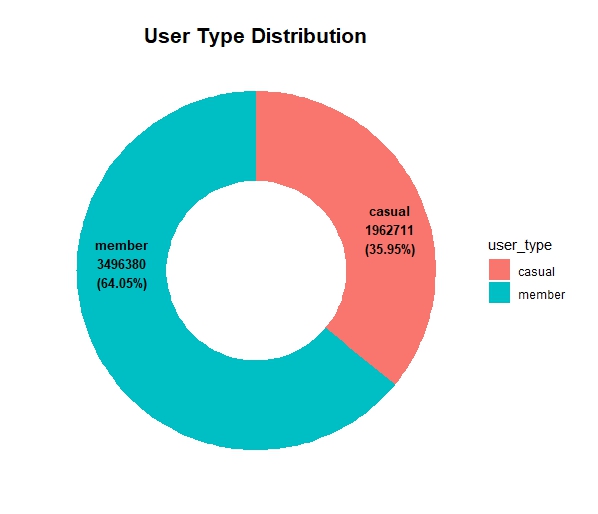 User Type Distribution
casual
1962711
(35.95%)
member
3496380
(64.05%)
user_type
casual
member